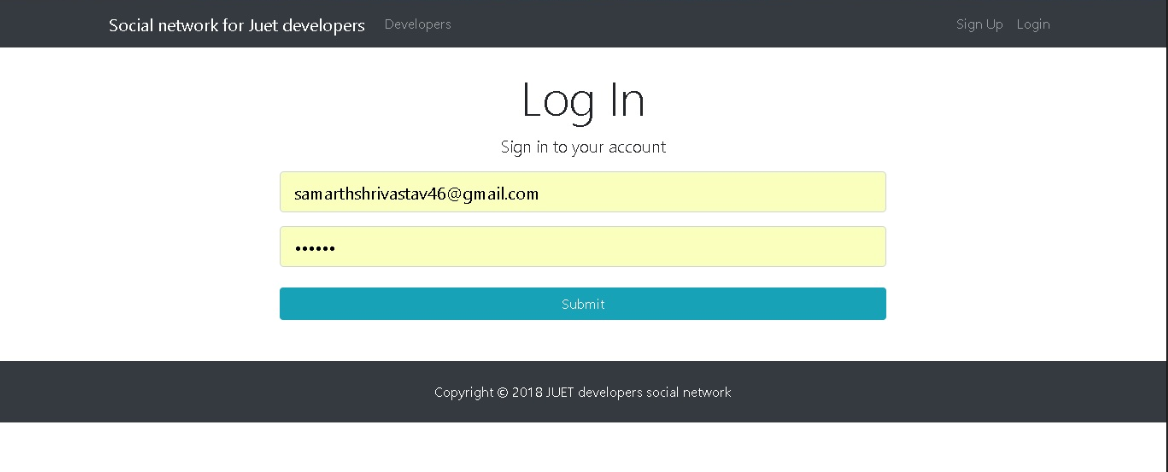 Social network for Juet developers Developers Sign Up Login
Log In
Sign in to your account
samarthshrivastav46@gmail.com
••••••
Submit
Copyright © 2018 JUET developers social network